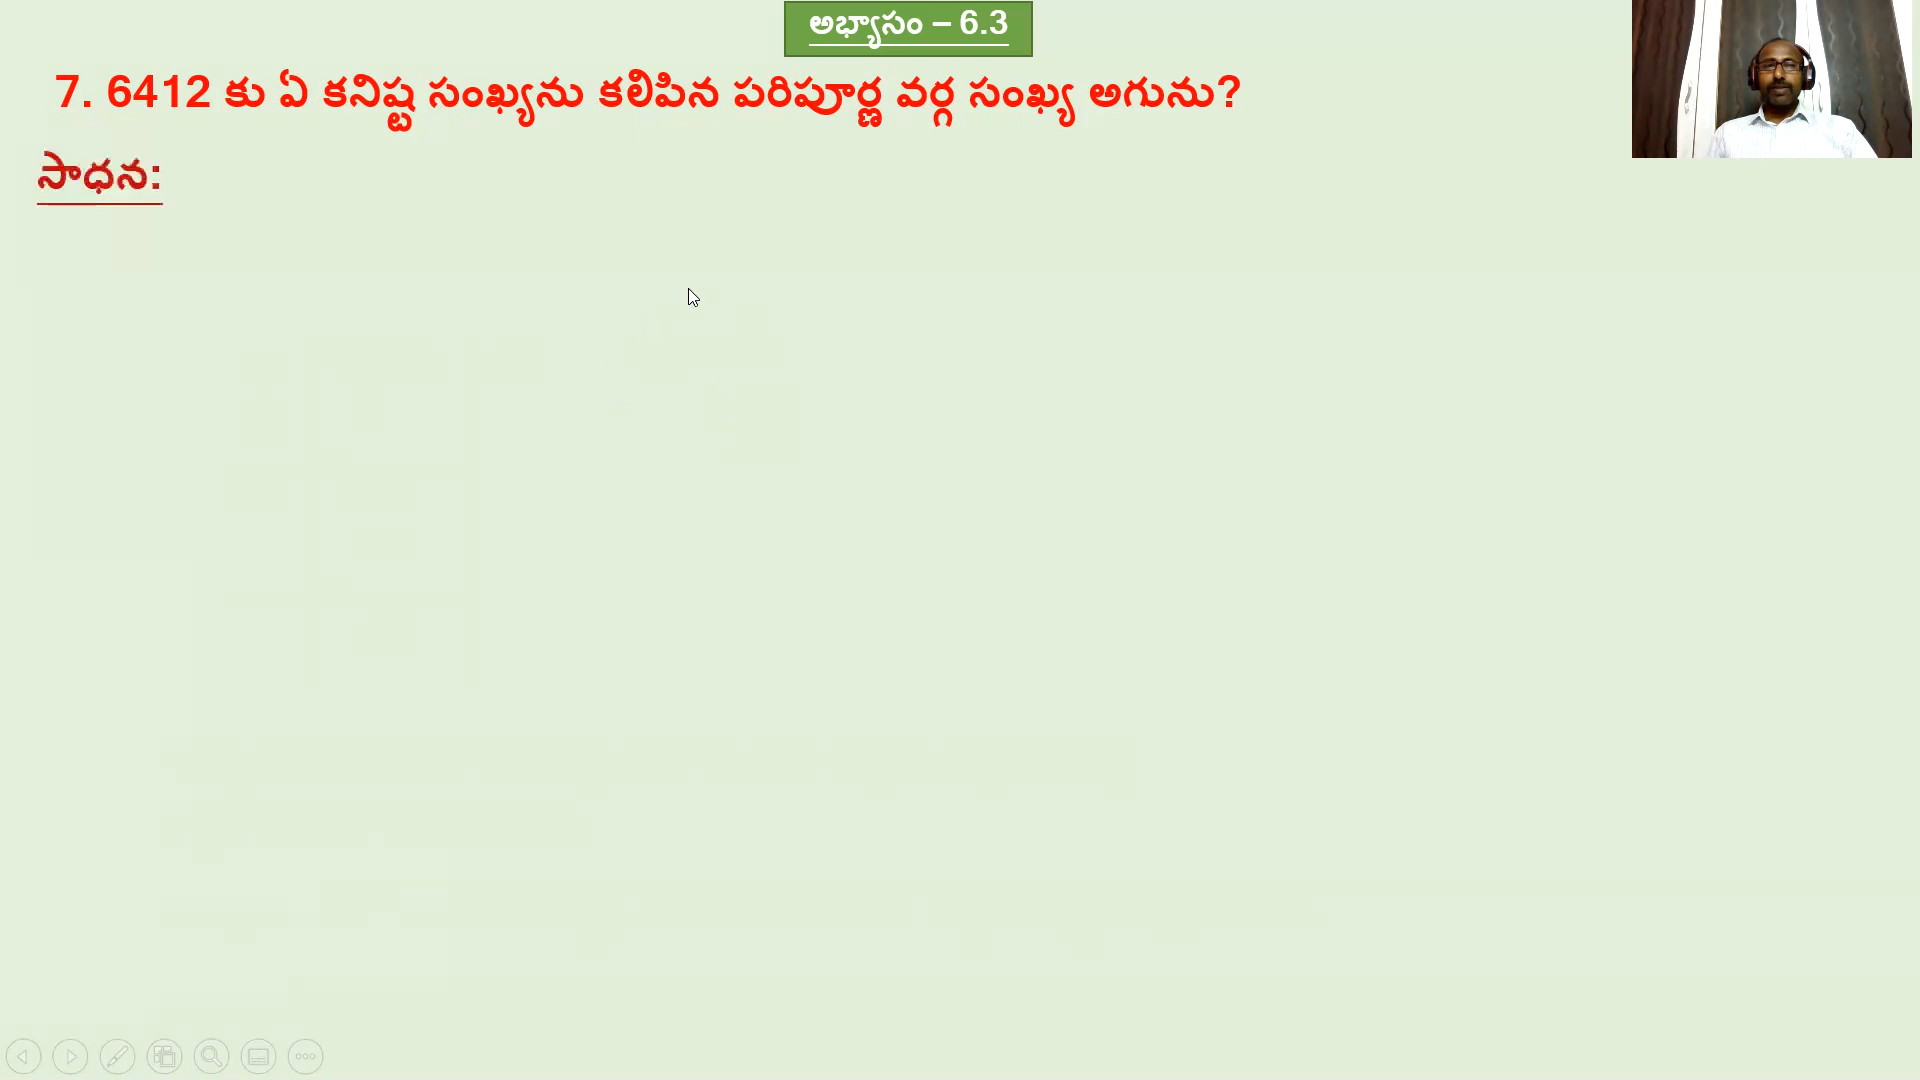 అభ్యాసం – 6.3
7. 6412 కు ఏ కనిష్ట సంఖ్యను కలిపిన పరిపూర్ణ వర్గ సంఖ్య అగును?
సాధన: